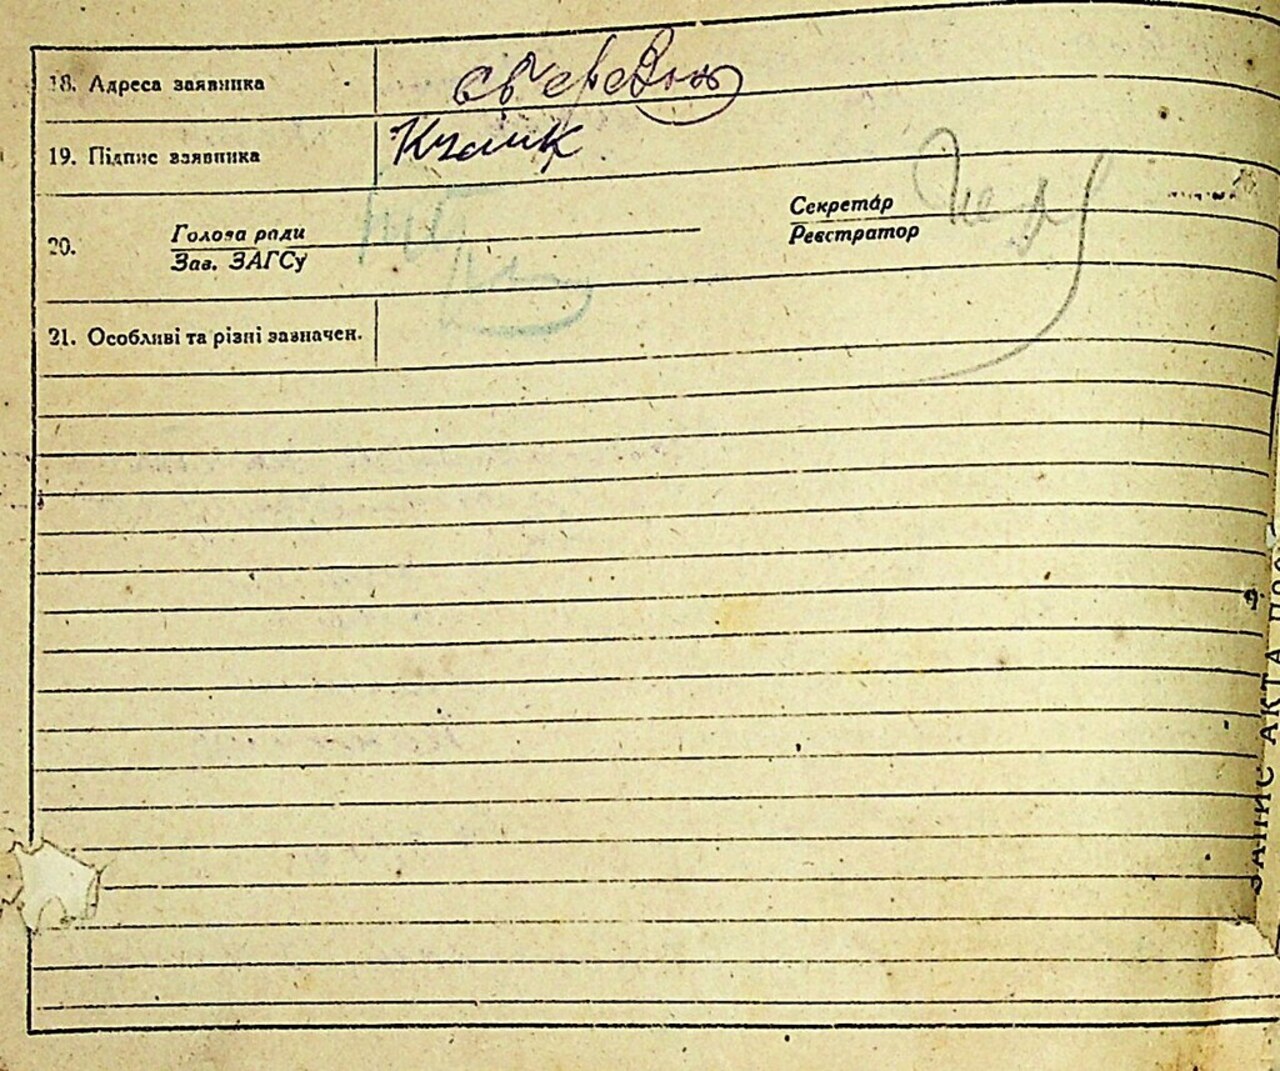 18. Адреса заявника
19. Підпис заявника Кулик
20. Голова ради
Зав. ЗАГСу
Секретар
Реєстратор
21. Особливі та різні зазначен.
ЗАПИС АКТА ПРО